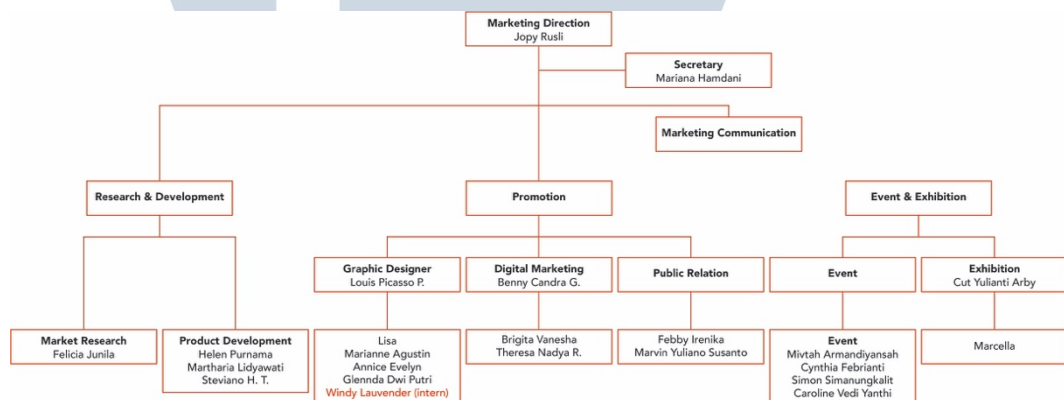 Marketing Direction
Jopy Rusli
Secretary
Mariana Hamdani
Marketing Communication
Research & Development
Promotion
Event & Exhibition
Graphic Designer
Louis Picasso P.
Digital Marketing
Benny Candra G.
Public Relation
Event
Exhibition
Cut Yulianti Arby
Market Research
Felicia Junila
Product Development
Helen Purnama
Martharia Lidyawati
Steviano H. T.
Lisa
Marianne Agustin
Annice Evelyn
Glennda Dwi Putri
Windy Lauvender (intern)
Brigita Vanesha
Theresa Nadya R.
Febby Irenika
Marvin Yuliano Susanto
Event
Mivtah Armandiyansah
Cynthia Febrianti
Simon Simanungkalit
Caroline Vedi Yanthi
Marcella